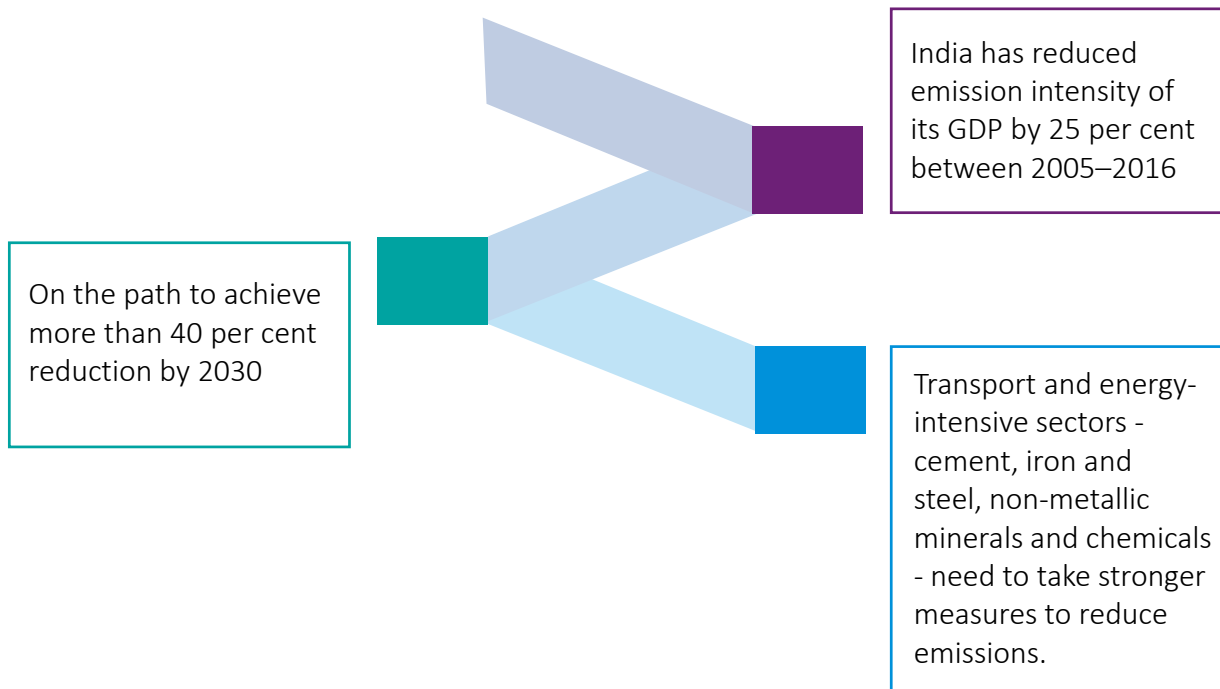 India has reduced
emission intensity of
its GDP by 25 per cent
between 2005–2016
On the path to achieve
more than 40 per cent
reduction by 2030
Transport and energy-
intensive sectors -
cement, iron and
steel, non-metallic
minerals and chemicals
- need to take stronger
measures to reduce
emissions.